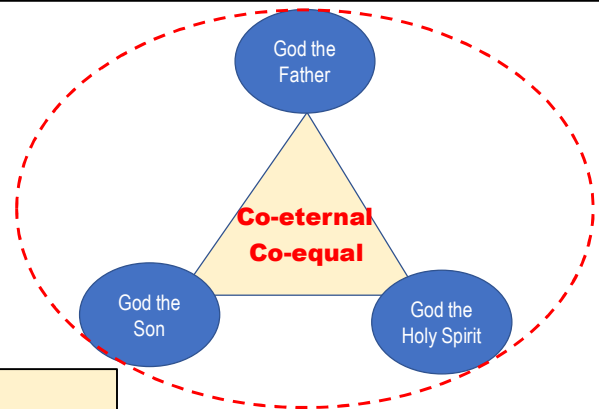 God the
Father
Co-eternal
Co-equal
God the
Son
God the
Holy Spirit